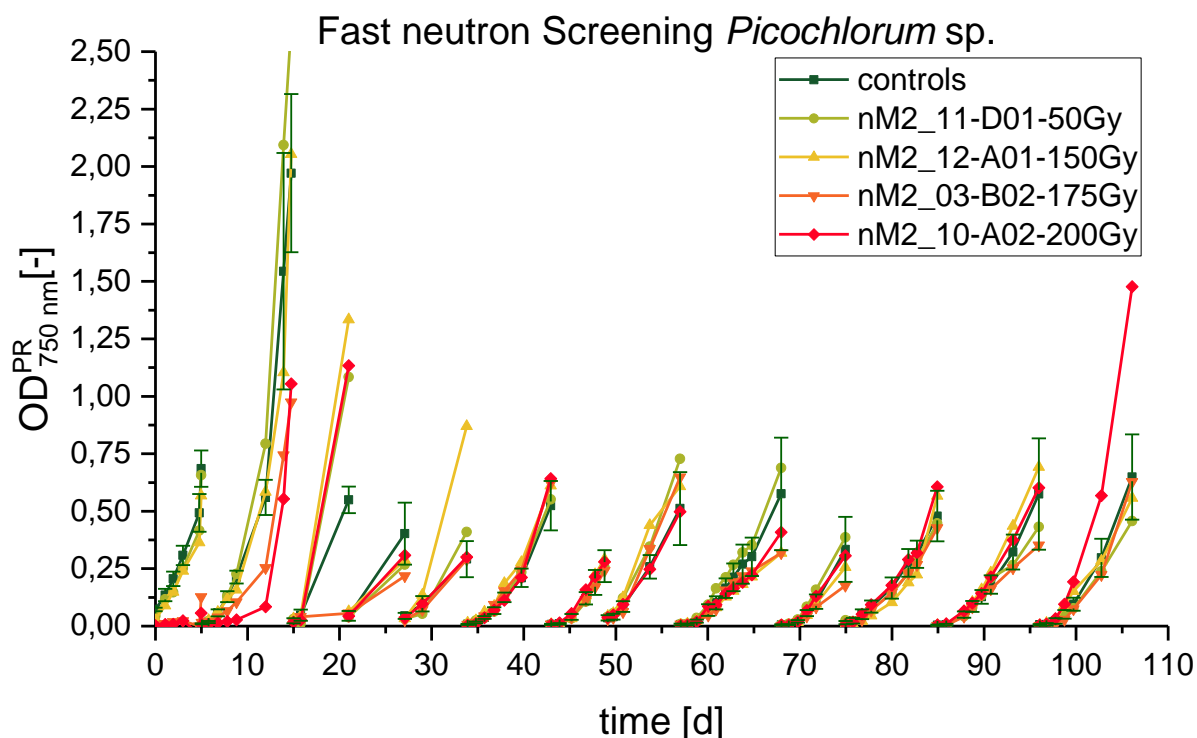 Fast neutron Screening Picochlorum sp.
2,50
2,25
2,00
1,75
1,50
1,25
1,00
0,75
0,50
0,25
0,00
OD^PR_750 nm[-]
controls
nM2_11-D01-50Gy
nM2_12-A01-150Gy
nM2_03-B02-175Gy
nM2_10-A02-200Gy
0 10 20 30 40 50 60 70 80 90 100 110
time [d]